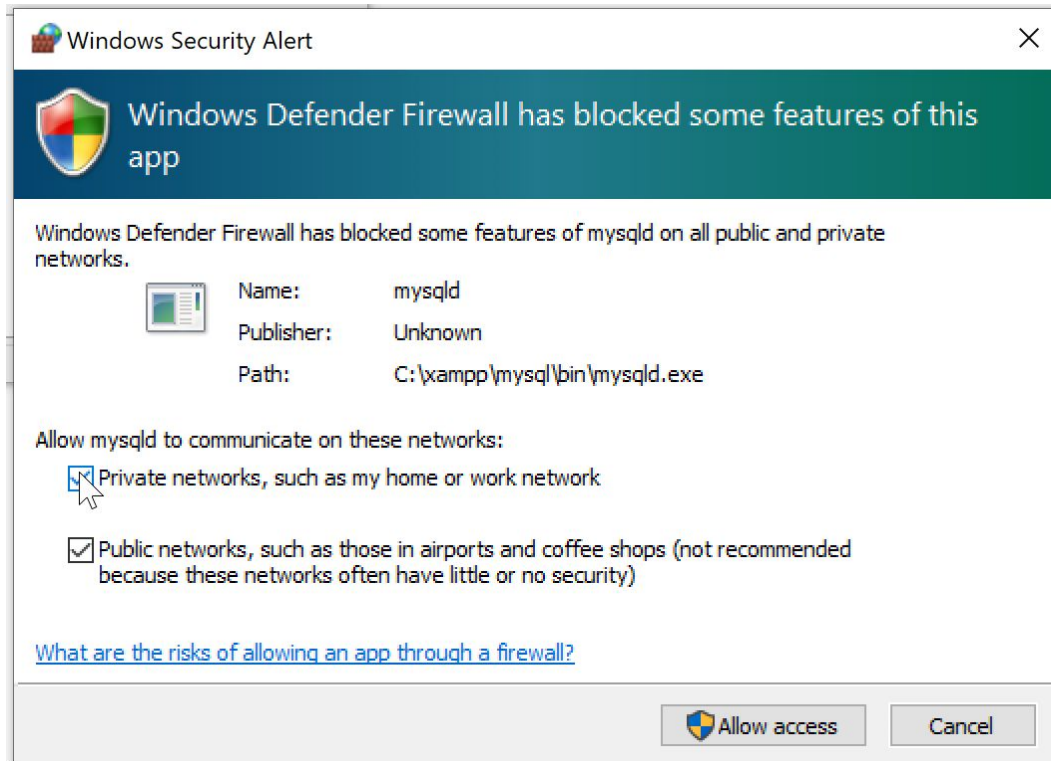 Windows Security Alert
Windows Defender Firewall has blocked some features of this
app
Windows Defender Firewall has blocked some features of mysqld on all public and private
networks.
Name: mysqld
Publisher: Unknown
Path: C:\xampp\mysql\bin\mysqld.exe
Allow mysqld to communicate on these networks:
Private networks, such as my home or work network
Public networks, such as those in airports and coffee shops (not recommended
because these networks often have little or no security)
What are the risks of allowing an app through a firewall?
Allow access Cancel